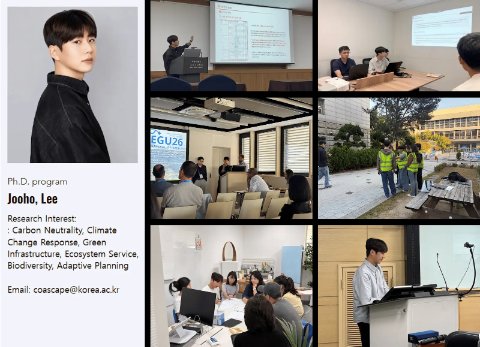 Ph.D. program
Jooho, Lee
Research Interest:
: Carbon Neutrality, Climate
Change Response, Green
Infrastructure, Ecosystem Service,
Biodiversity, Adaptive Planning
Email: coascape@korea.ac.kr
EGU26